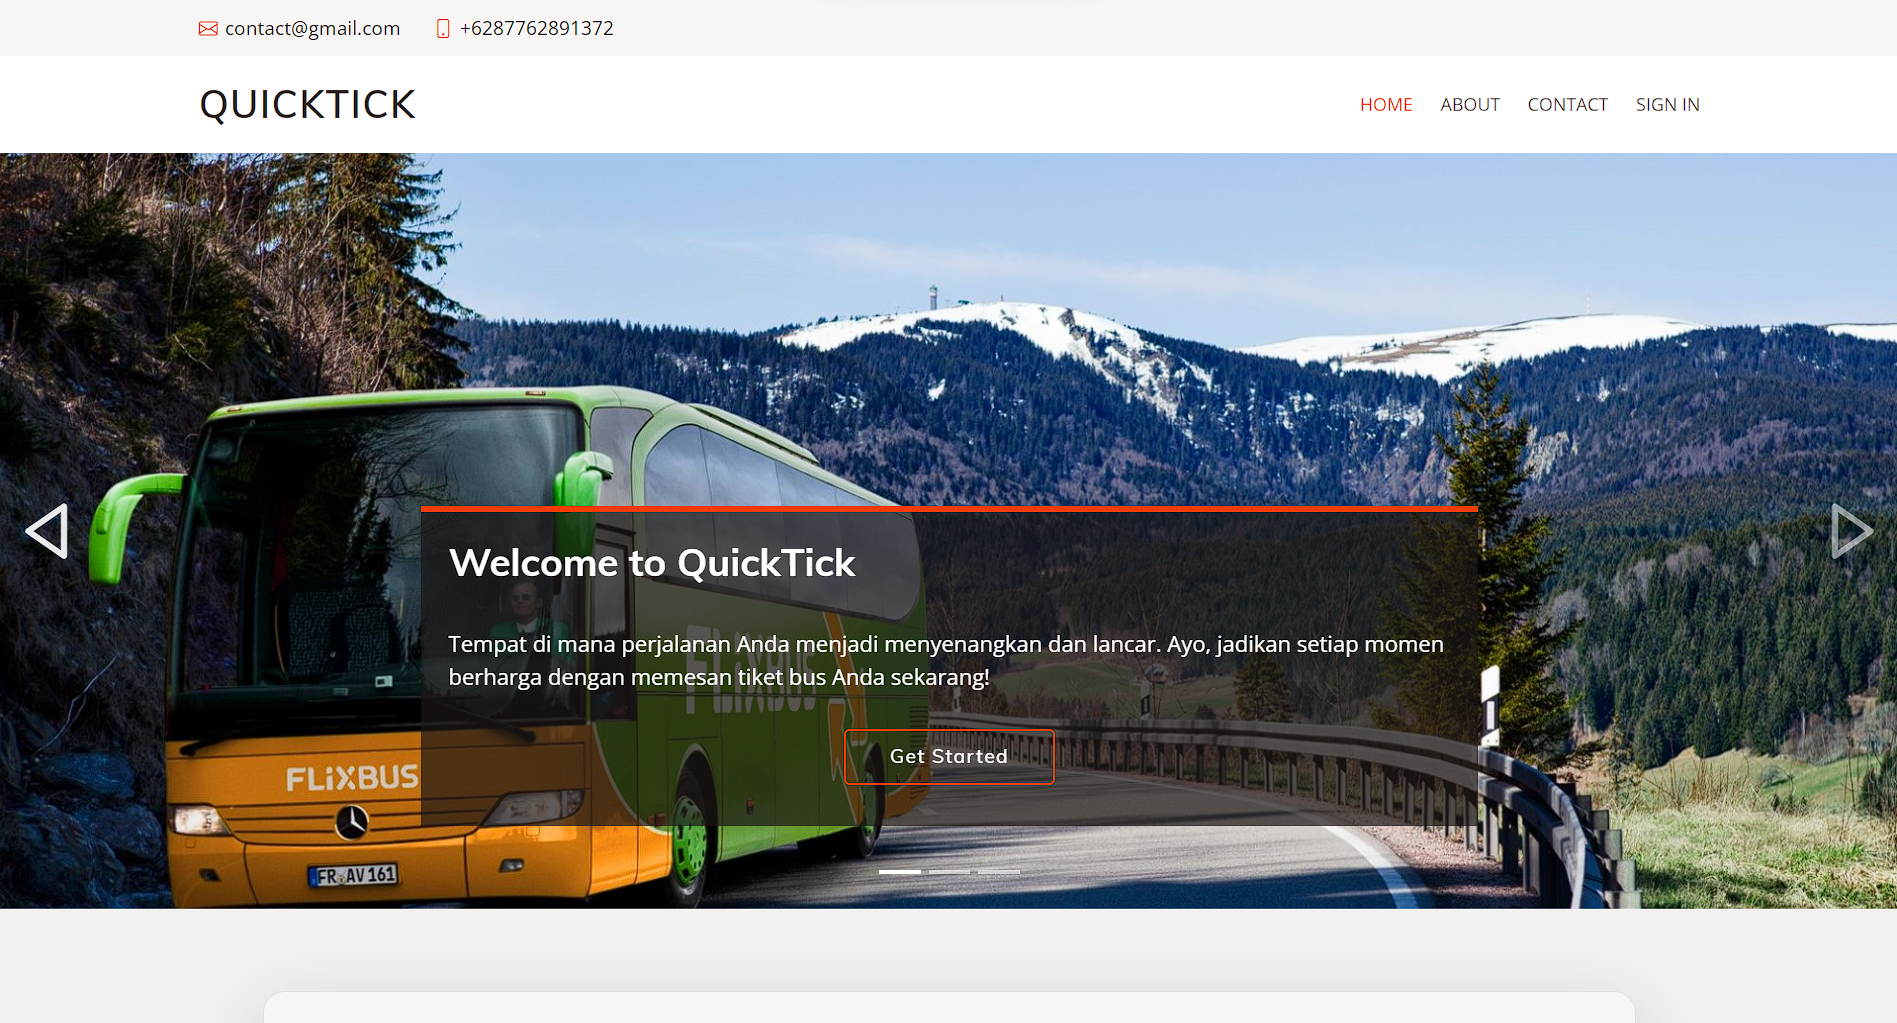 contact@gmail.com +6287762891372
QUICKTICK
HOME ABOUT CONTACT SIGN IN
Welcome to QuickTick
Tempat di mana perjalanan Anda menjadi menyenangkan dan lancar. Ayo, jadikan setiap momen
berharga dengan memesan tiket bus Anda sekarang!
FLiXBUS
Get Started
FLiXBUS
FR AV 161